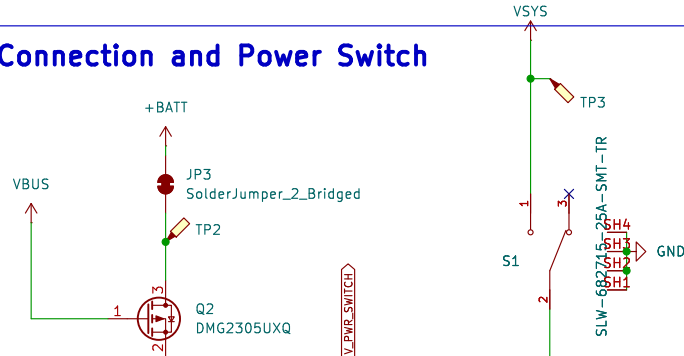 VSYS
Connection and Power Switch
TP3
+BATT
JP3
SolderJumper_2_Bridged
VBUS
TP2
1
3
SLW-682715-25A-SMT-TR
SH4
SH3
SH2
SH1
GND
S1
2
V_PWR_SWITCH
3
1
Q2
DMG2305UXQ
2